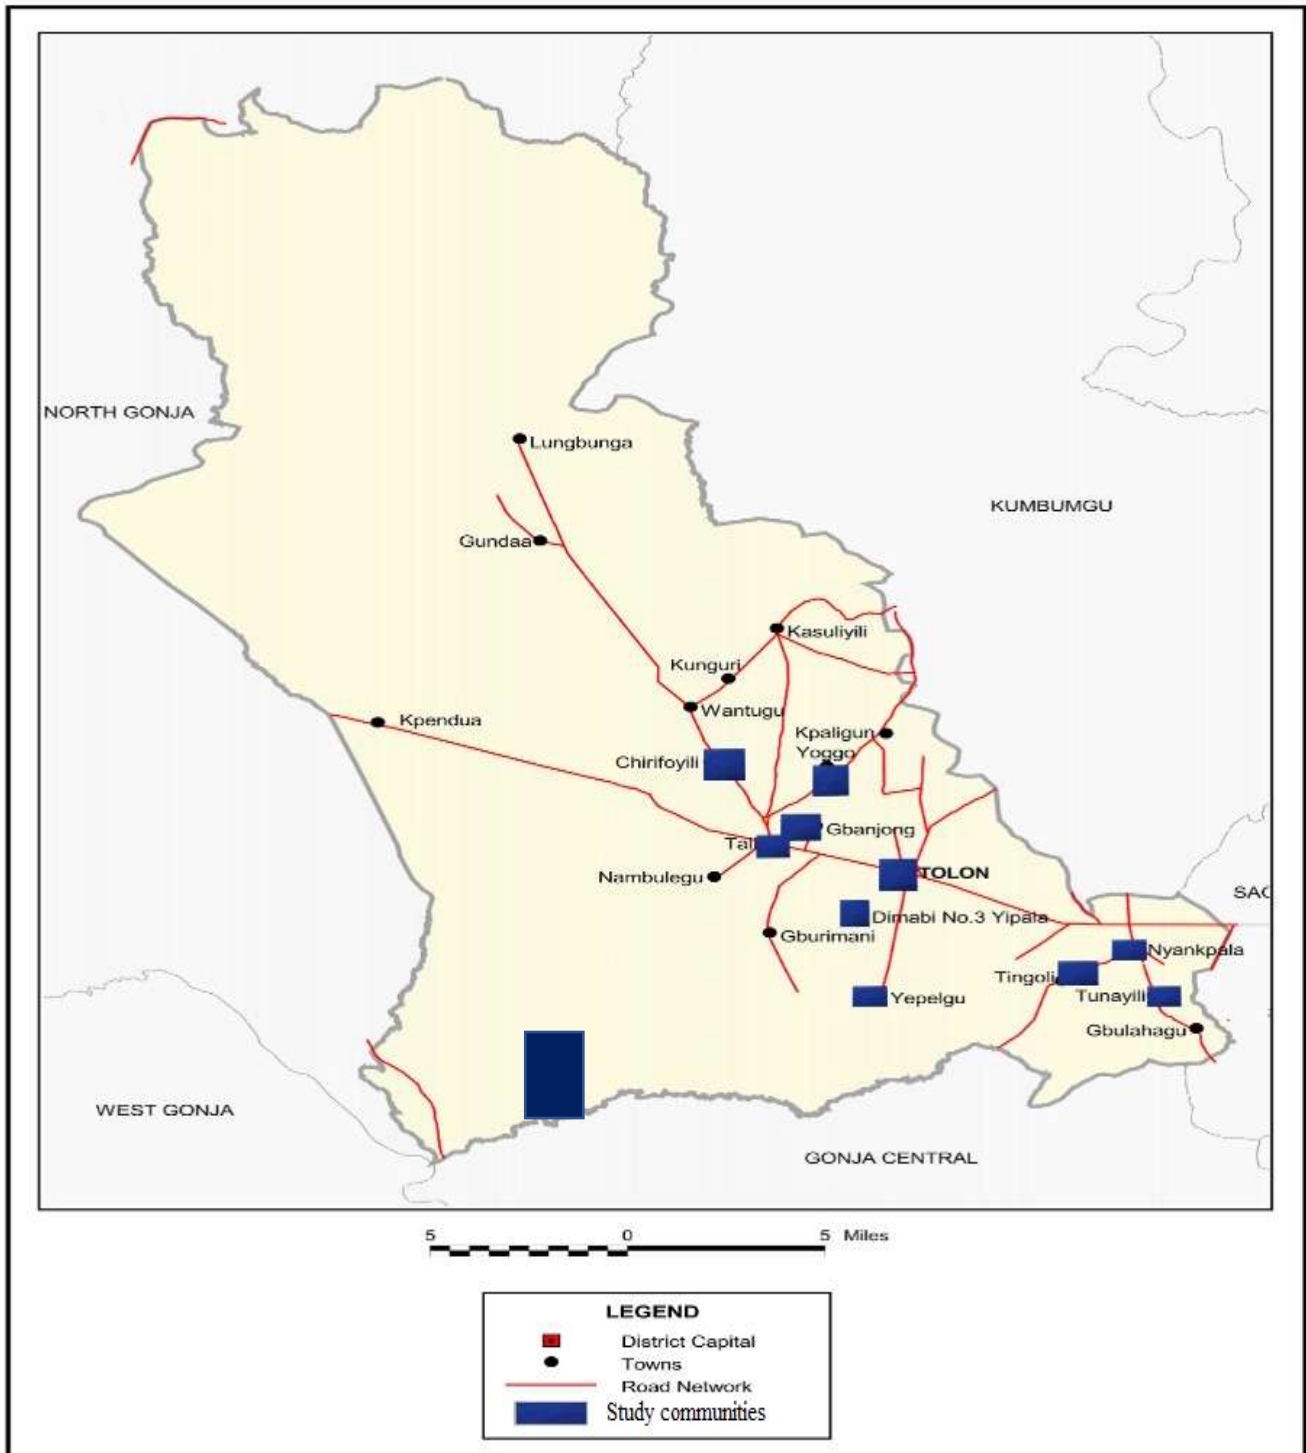 NORTH GONJA
Lungbunga
KUMBUMGU
Gundaa
Kasuliyili
Kunguri
Wantugu
Kpendua
Kpaligun
Yoggo
Chirifoyili
Gbanjong
Tali
Nambulegu
TOLON
SAG
Dimabi No.3 Yipala
Gburimani
Nyankpala
Tingoli
Yepelgu
Tunayili
Gbulahagu
WEST GONJA
GONJA CENTRAL
5 0 5 Miles
LEGEND
District Capital
Towns
Road Network
Study communities